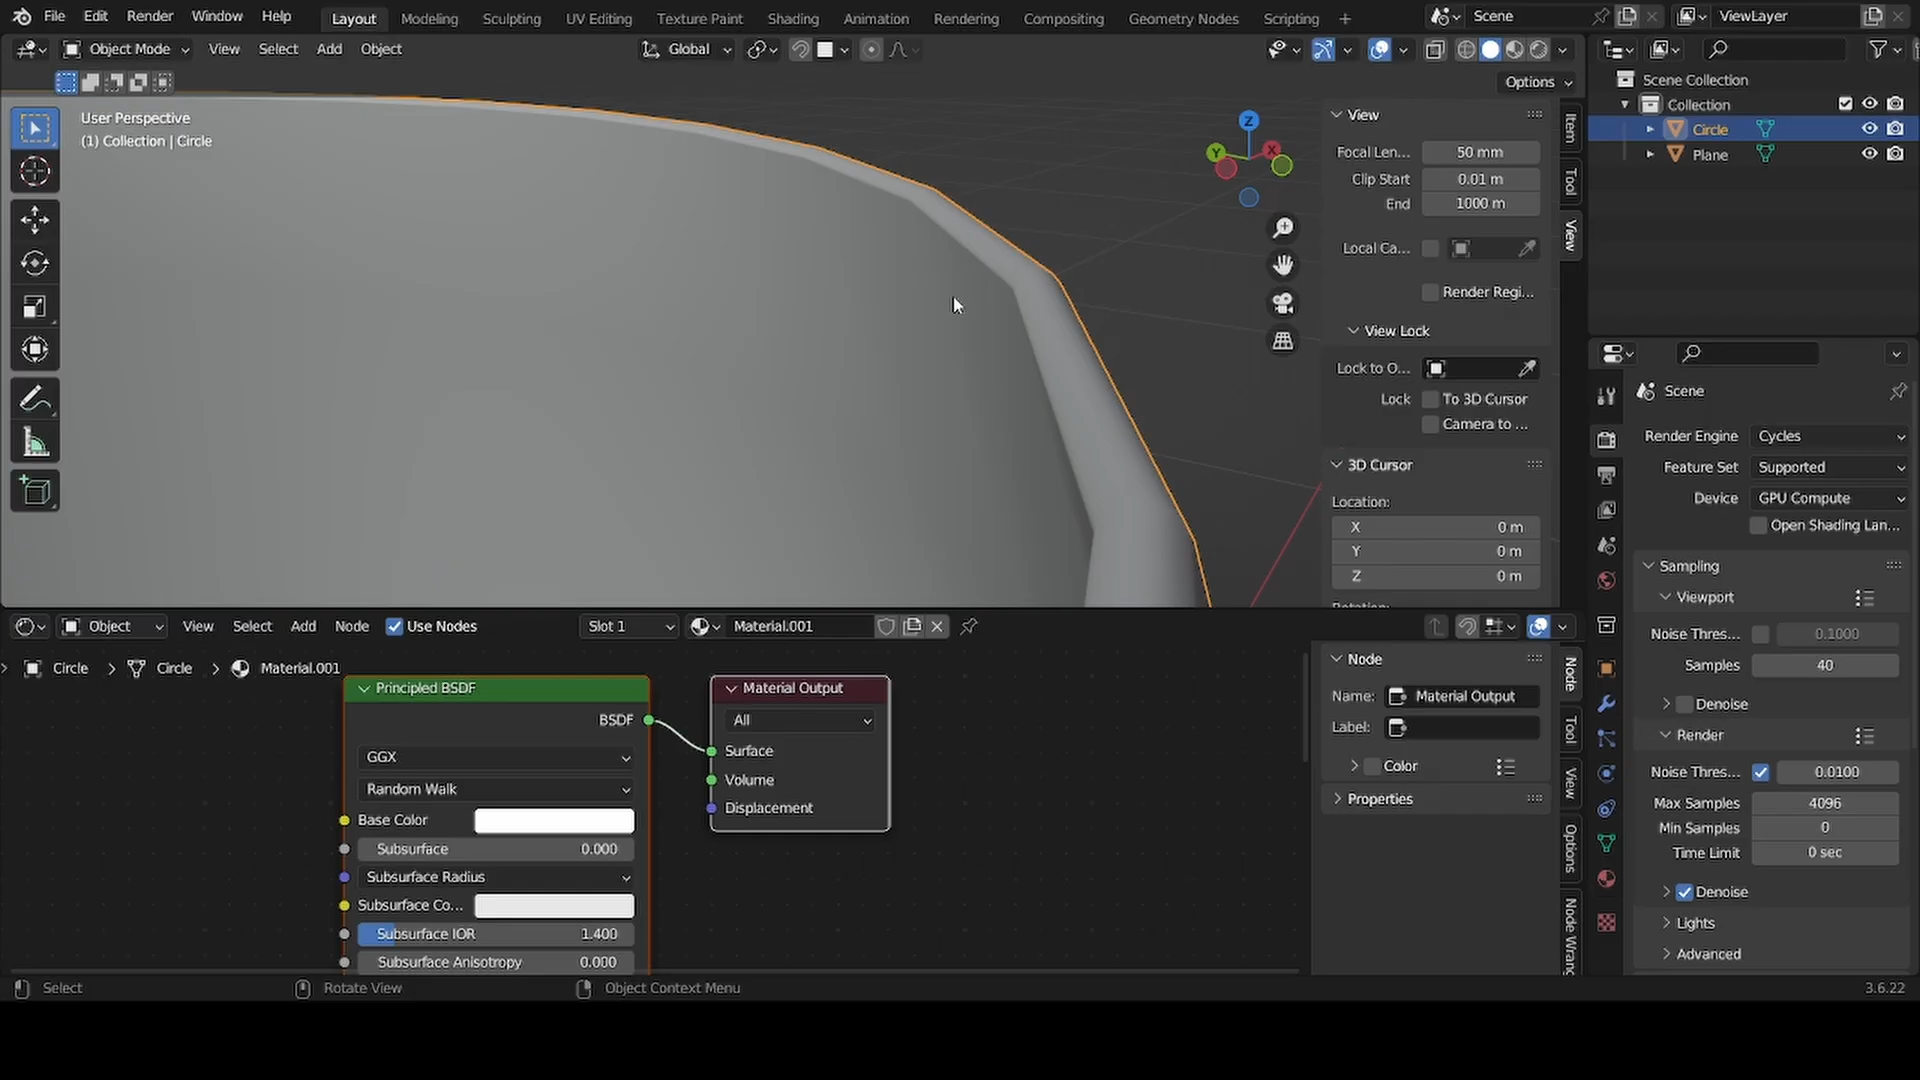 File Edit Render Window Help Layout Modeling Sculpting UV Editing Texture Paint Shading Animation Rendering Compositing Geometry Nodes Scripting + Scene ViewLayer
Object Mode View Select Add Object Global
Options
User Perspective
(1) Collection | Circle
Z
Y
X
View
Focal Len... 50 mm
Clip Start 0.01 m
End 1000 m
Local Ca...
Render Regi...
View Lock
Lock to O...
Lock To 3D Cursor
Camera to ...
3D Cursor
Location:
X 0 m
Y 0 m
Z 0 m
Item
Tool
View
Scene Collection
Collection
Circle
Plane
Scene
Render Engine Cycles
Feature Set Supported
Device GPU Compute
Open Shading Lan...
Sampling
Viewport
Noise Thres... 0.1000
Samples 40
Denoise
Render
Noise Thres... 0.0100
Max Samples 4096
Min Samples 0
Time Limit 0 sec
Denoise
Lights
Advanced
Object View Select Add Node Use Nodes Slot 1 Material.001
Circle > Circle > Material.001
Principled BSDF
BSDF
GGX
Random Walk
Base Color
Subsurface 0.000
Subsurface Radius
Subsurface Co...
Subsurface IOR 1.400
Subsurface Anisotropy 0.000
Material Output
All
Surface
Volume
Displacement
Node
Name: Material Output
Label:
Color
Properties
Node
Tool
View
Options
Node Wrang
Select Rotate View Object Context Menu 3.6.22